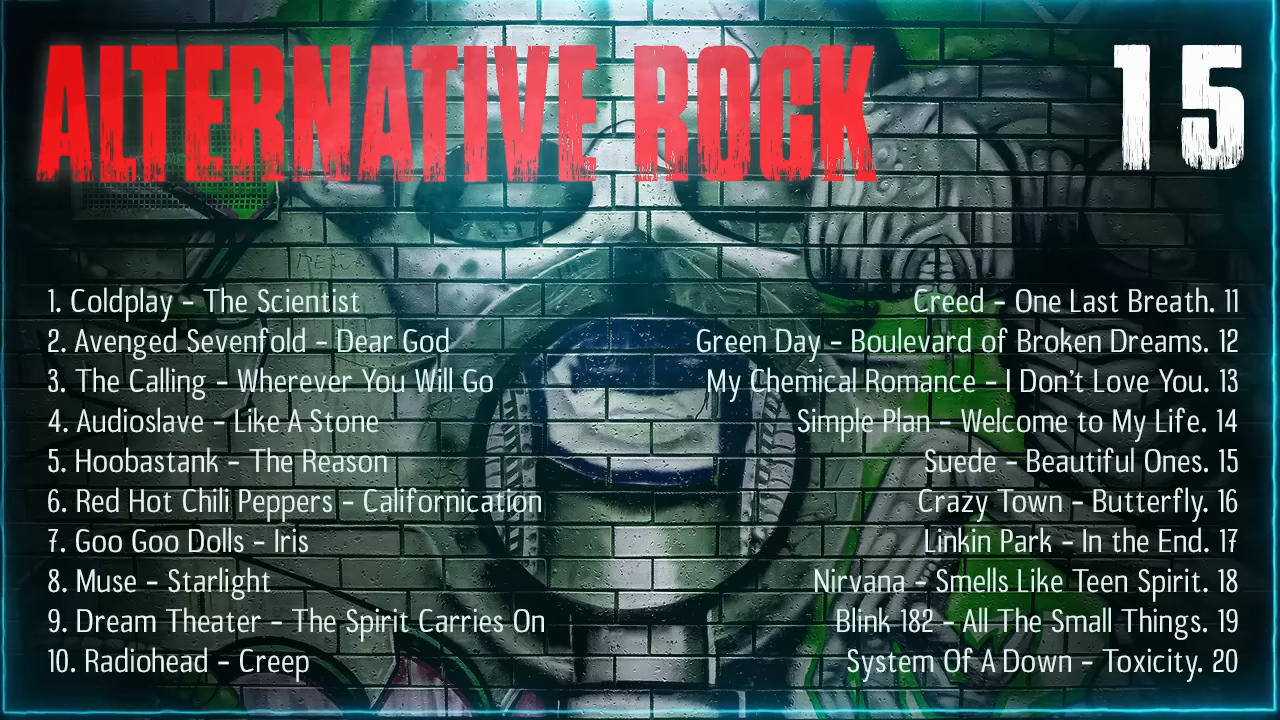 ALTERNATIVE ROCK
15
1. Coldplay - The Scientist
2. Avenged Sevenfold - Dear God
3. The Calling - Wherever You Will Go
4. Audioslave - Like A Stone
5. Hoobastank - The Reason
6. Red Hot Chili Peppers - Californication
7. Goo Goo Dolls - Iris
8. Muse - Starlight
9. Dream Theater - The Spirit Carries On
10. Radiohead - Creep
Creed - One Last Breath. 11
Green Day - Boulevard of Broken Dreams. 12
My Chemical Romance - I Don't Love You. 13
Simple Plan - Welcome to My Life. 14
Suede - Beautiful Ones. 15
Crazy Town - Butterfly. 16
Linkin Park - In the End. 17
Nirvana - Smells Like Teen Spirit. 18
Blink 182 - All The Small Things. 19
System Of A Down - Toxicity. 20